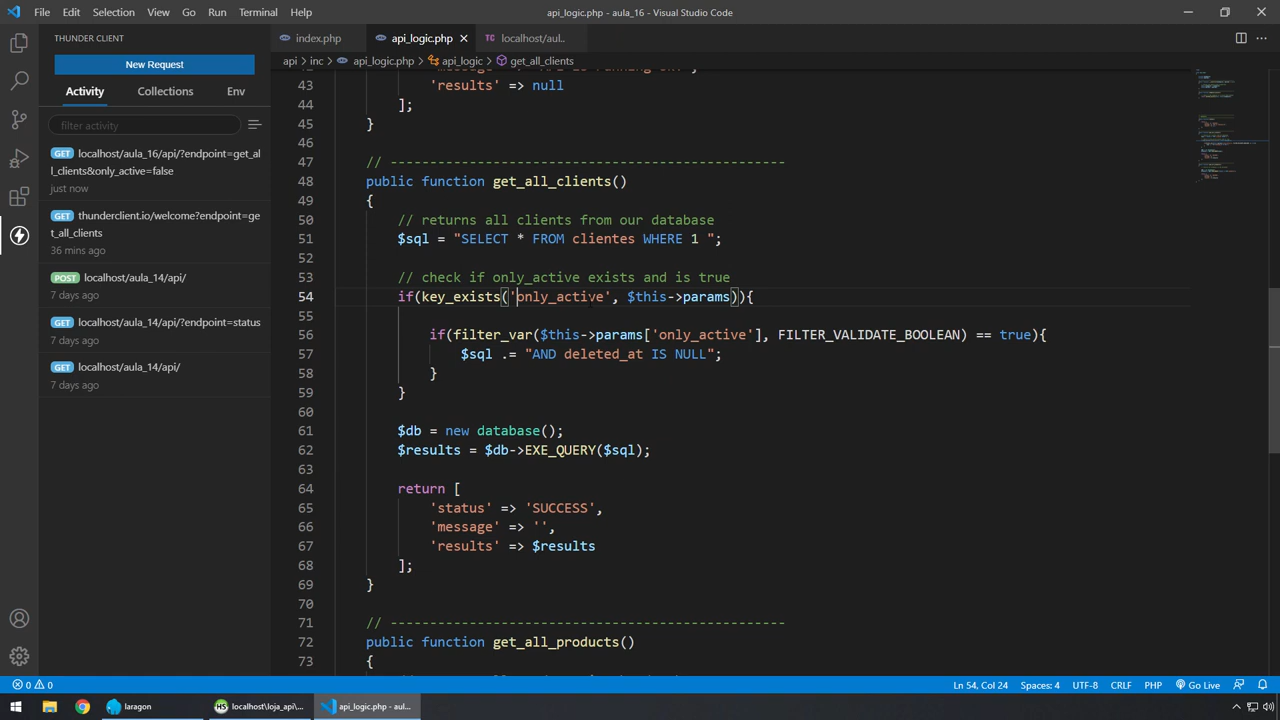 File Edit Selection View Go Run Terminal Help
api_logic.php - aula_16 - Visual Studio Code
THUNDER CLIENT
New Request
Activity Collections Env
filter activity
GET localhost/aula_16/api/?endpoint=get_al
l_clients&only_active=false
just now
GET thunderclient.io/welcome?endpoint=ge
t_all_clients
36 mins ago
POST localhost/aula_14/api/
7 days ago
GET localhost/aula_14/api/?endpoint=status
7 days ago
GET localhost/aula_14/api/
7 days ago
index.php api_logic.php localhost/aul..
TC
api > inc > api_logic.php > api_logic > get_all_clients
43 'results' => null
44 ];
45 }
46
47 // --------------------------------------------------
48 public function get_all_clients()
49 {
50 // returns all clients from our database
51 $sql = "SELECT * FROM clientes WHERE 1 ";
52
53 // check if only_active exists and is true
54 if(key_exists('only_active', $this->params)){
55
56 if(filter_var($this->params['only_active'], FILTER_VALIDATE_BOOLEAN) == true){
57 $sql .= "AND deleted_at IS NULL";
58 }
59 }
60
61 $db = new database();
62 $results = $db->EXE_QUERY($sql);
63
64 return [
65 'status' => 'SUCCESS',
66 'message' => '',
67 'results' => $results
68 ];
69 }
70
71 // --------------------------------------------------
72 public function get_all_products()
73 {
0 0 Ln 54, Col 24 Spaces: 4 UTF-8 CRLF PHP Go Live
laragon localhost\loja_api\... api_logic.php - aul...